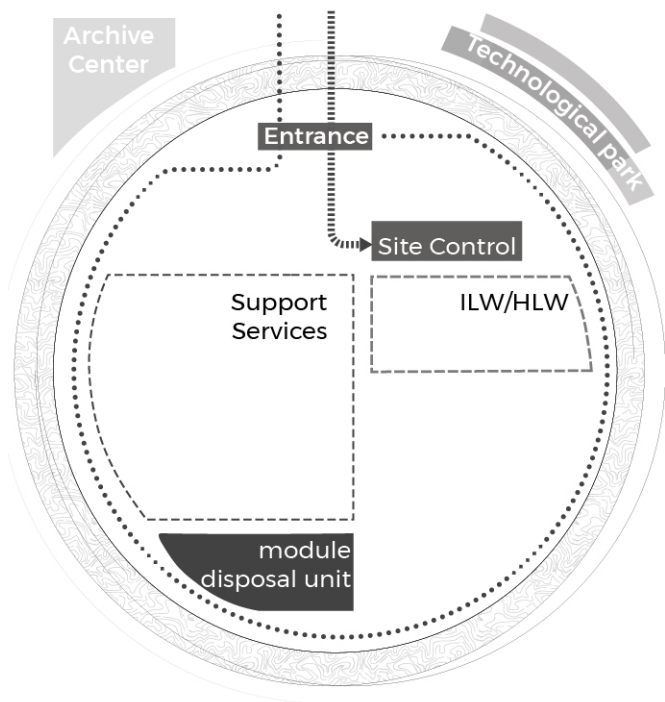 Archive
Center
Technological park
Entrance
Site Control
Support
Services
ILW/HLW
module
disposal unit